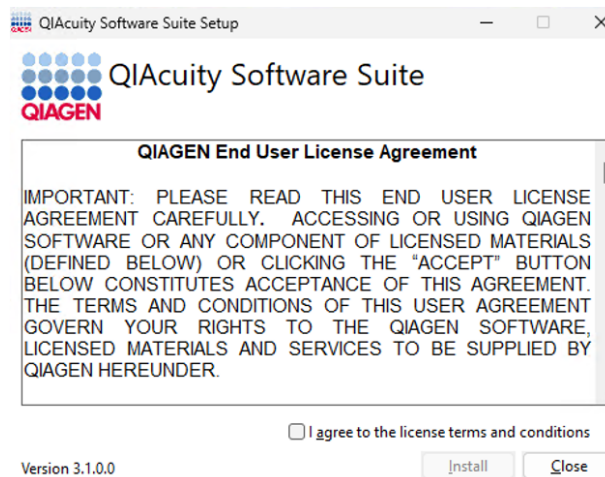 QIAcuity Software Suite Setup
QIAGEN
QIAcuity Software Suite
QIAGEN End User License Agreement
IMPORTANT: PLEASE READ THIS END USER LICENSE
AGREEMENT CAREFULLY. ACCESSING OR USING QIAGEN
SOFTWARE OR ANY COMPONENT OF LICENSED MATERIALS
(DEFINED BELOW) OR CLICKING THE “ACCEPT” BUTTON
BELOW CONSTITUTES ACCEPTANCE OF THIS AGREEMENT.
THE TERMS AND CONDITIONS OF THIS USER AGREEMENT
GOVERN YOUR RIGHTS TO THE QIAGEN SOFTWARE,
LICENSED MATERIALS AND SERVICES TO BE SUPPLIED BY
QIAGEN HEREUNDER.
I agree to the license terms and conditions
Version 3.1.0.0
Install
Close